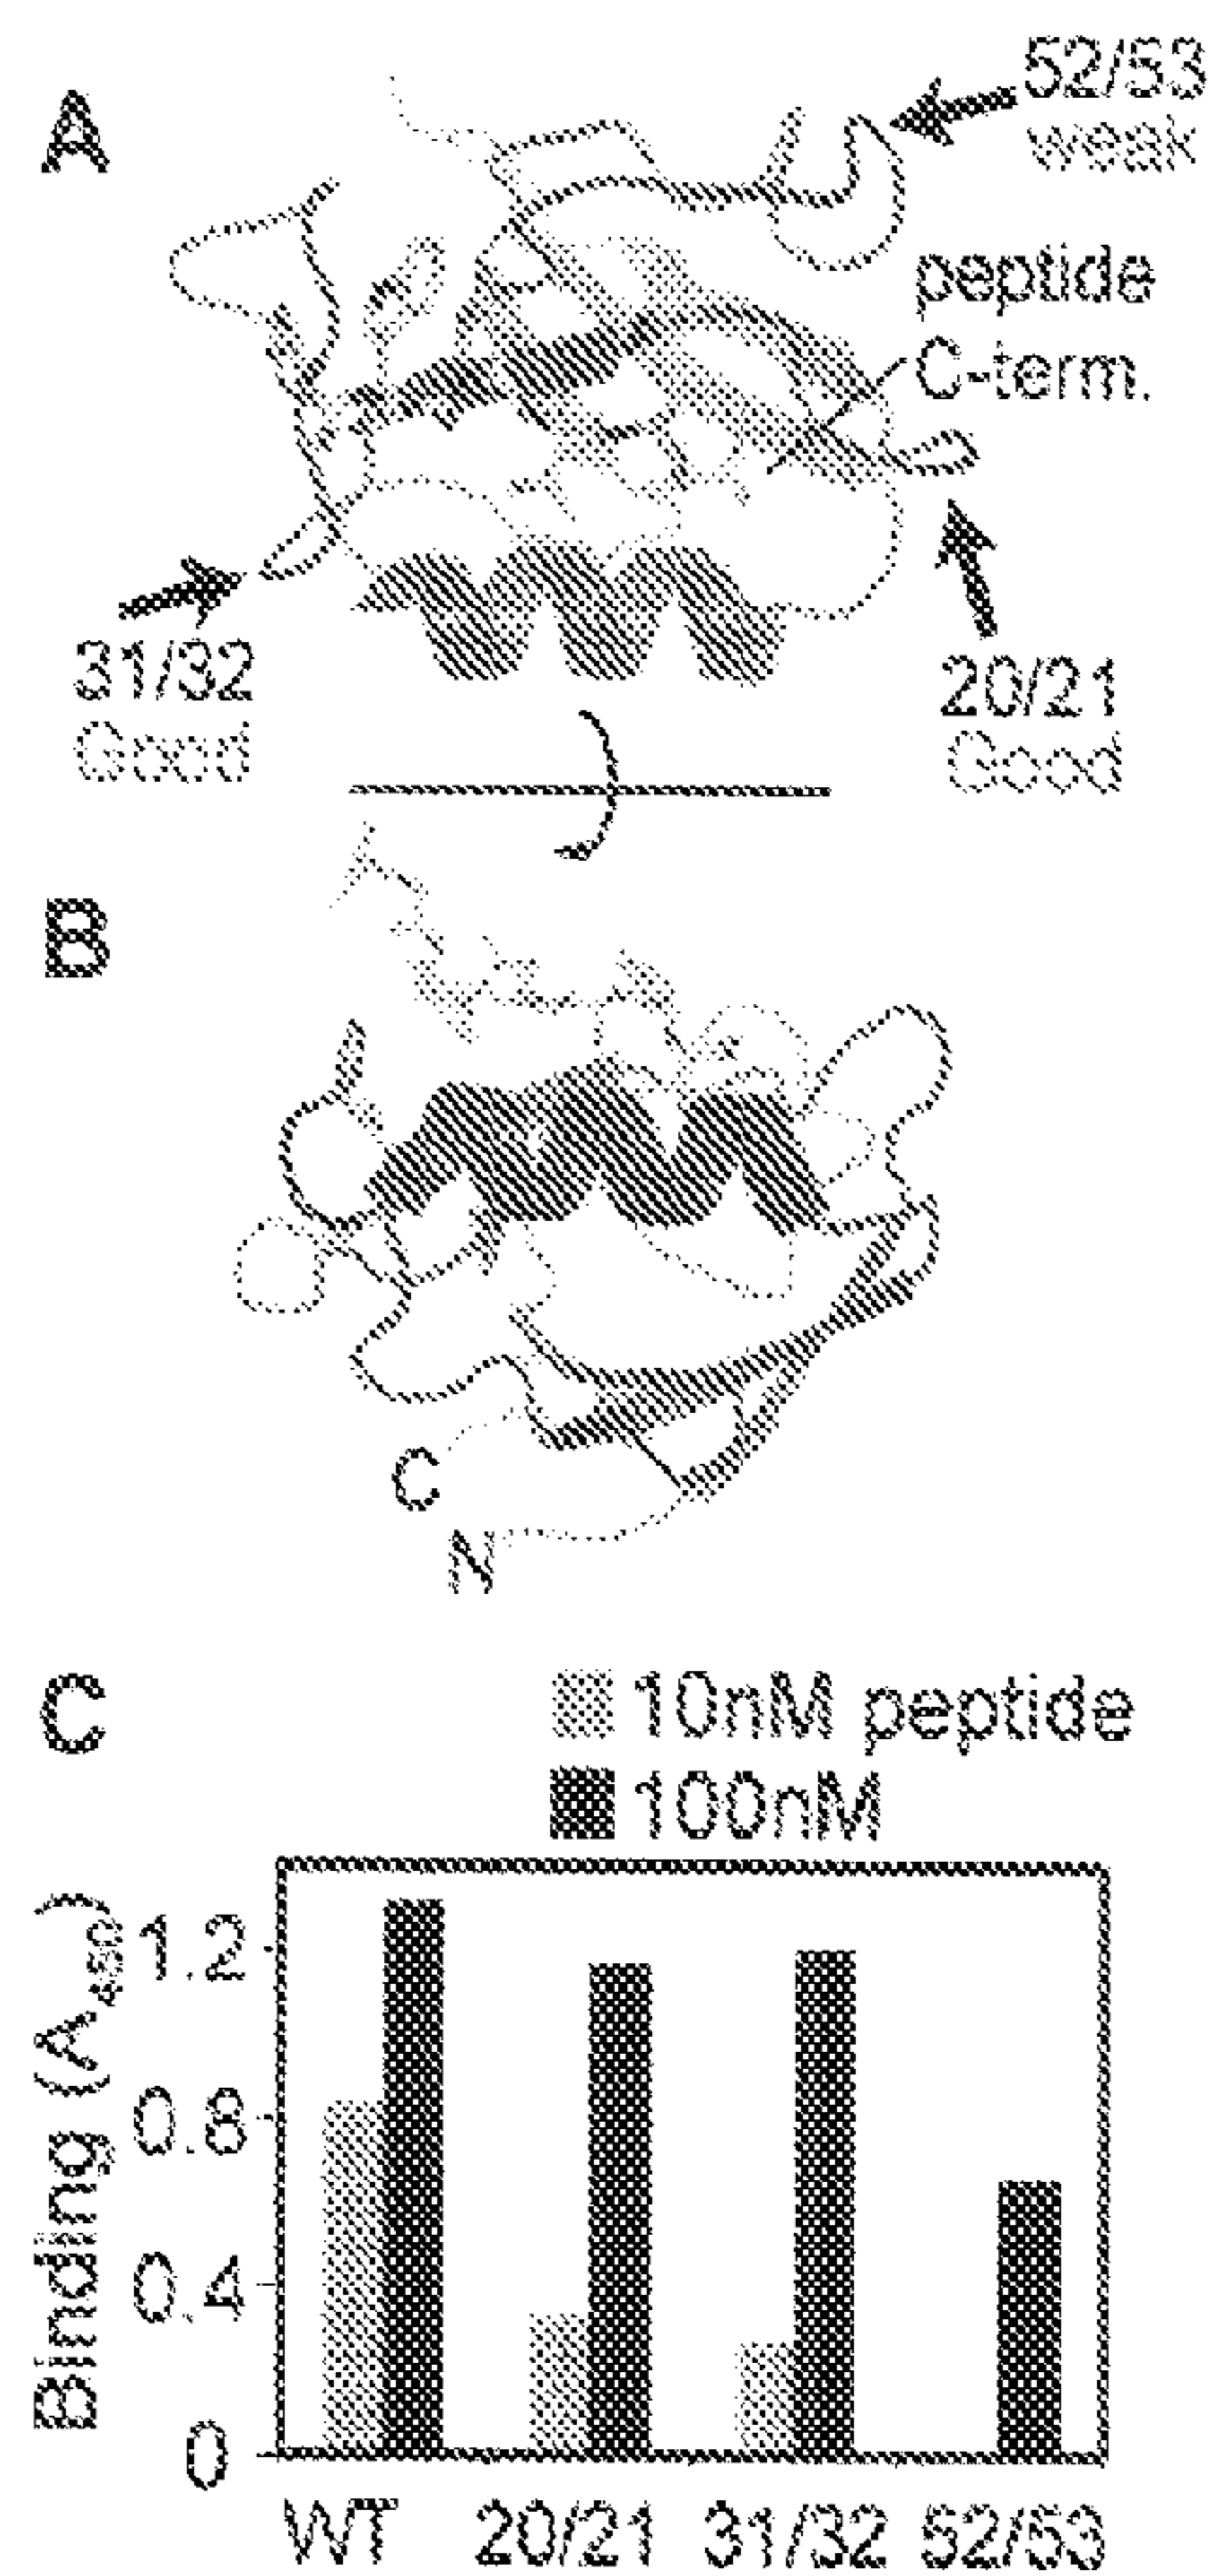 A
52/53
weak
peptide
C-term.
31/32
Good
20/21
Good
B
C
N
C
10nM peptide
100nM
Binding (A450)
1.2
0.8
0.4
0
WT 20/21 31/32 52/53